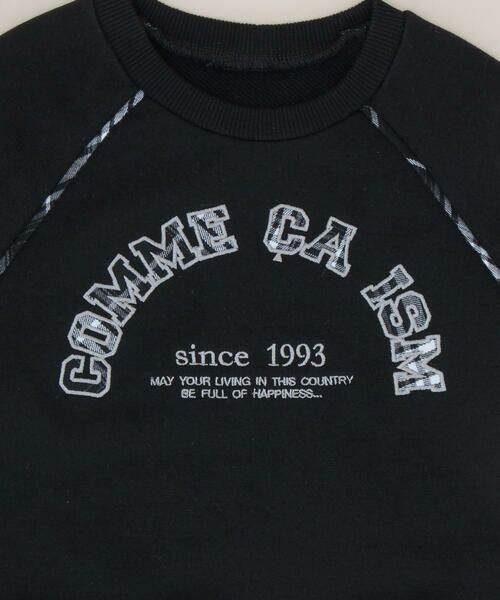 COMME ÇA ISM
since 1993
MAY YOUR LIVING IN THIS COUNTRY
BE FULL OF HAPPINESS...